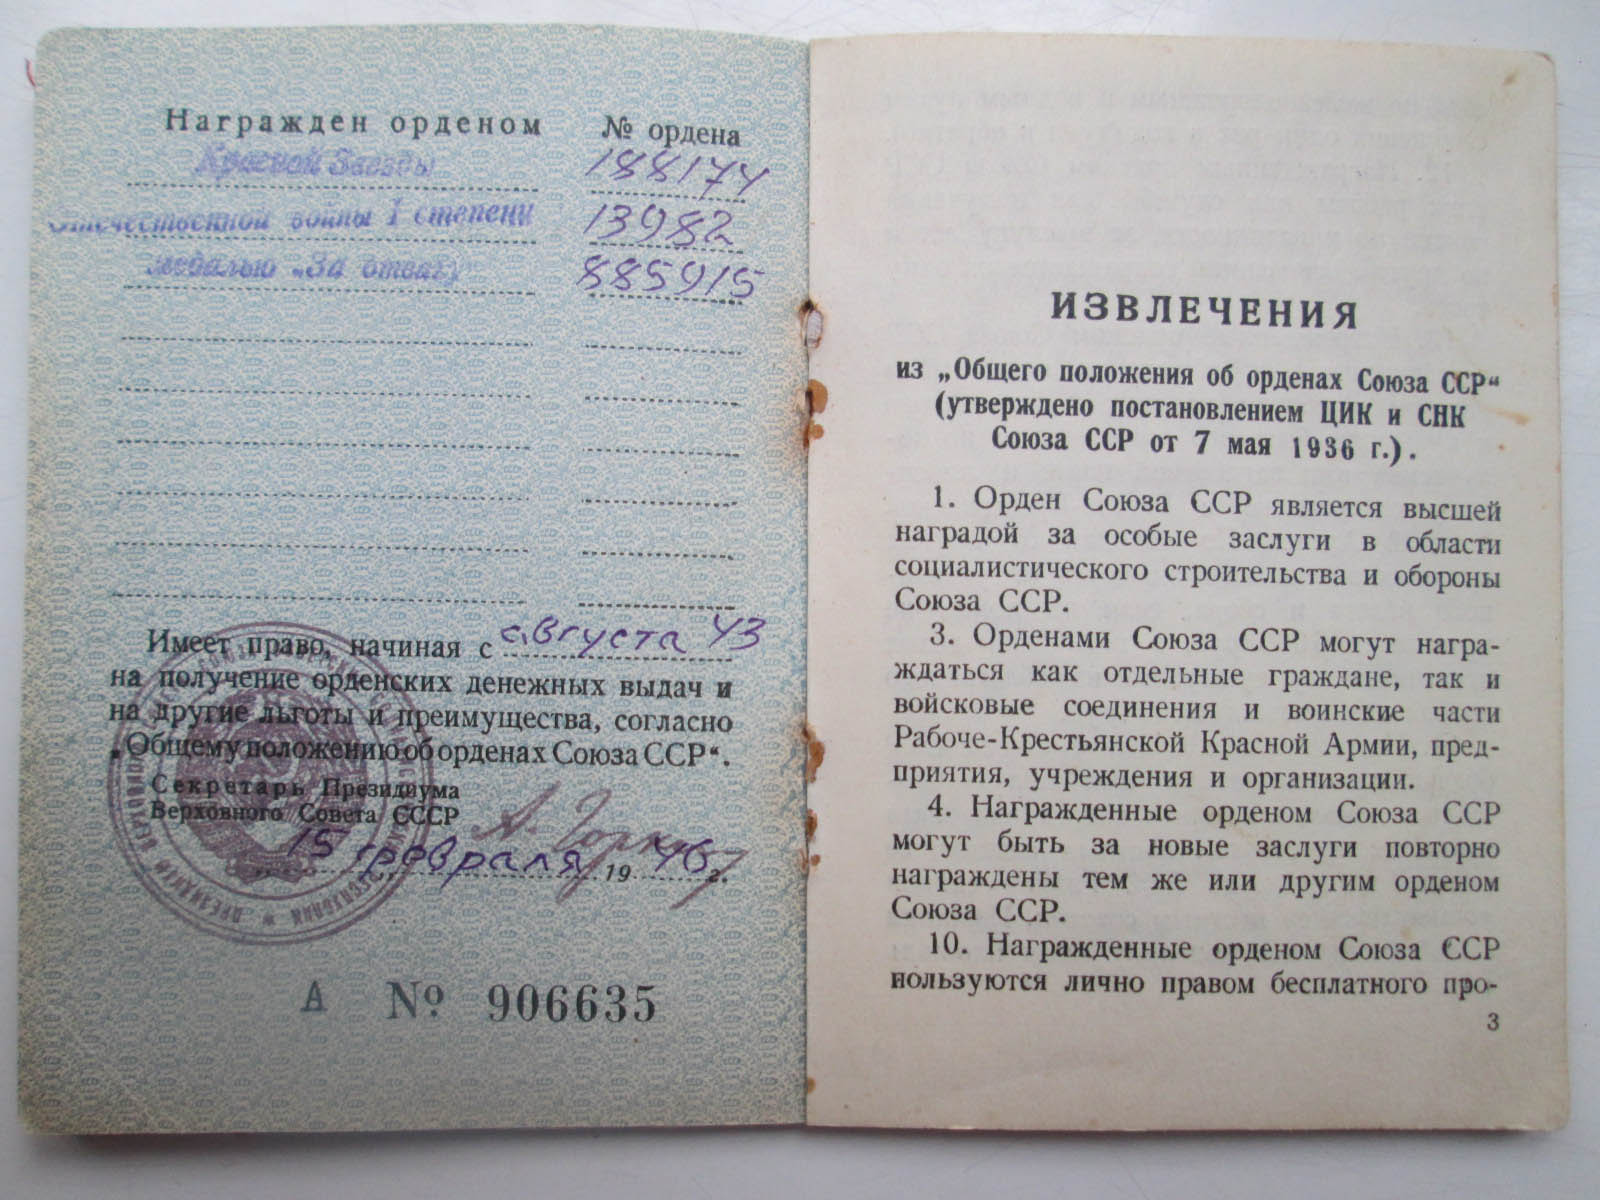 Награжден орденом № ордена
Красной Звезды 188174
Отечественной войны I степени 13982
медалью „За отвагу 885915
Имеет право, начиная с августа 43
на получение орденских денежных выдач и
на другие льготы и преимущества, согласно
„Общему положению об орденах Союза ССР“.
Секретарь Президиума
Верховного Совета СССР
15 февраля 1946 г.
А № 906635
ИЗВЛЕЧЕНИЯ
из „Общего положения об орденах Союза ССР“
(утверждено постановлением ЦИК и СНК
Союза ССР от 7 мая 1936 г.).
1. Орден Союза ССР является высшей
наградой за особые заслуги в области
социалистического строительства и обороны
Союза ССР.
3. Орденами Союза ССР могут награ-
ждаться как отдельные граждане, так и
войсковые соединения и воинские части
Рабоче-Крестьянской Красной Армии, пред-
приятия, учреждения и организации.
4. Награжденные орденом Союза ССР
могут быть за новые заслуги повторно
награждены тем же или другим орденом
Союза ССР.
10. Награжденные орденом Союза ССР
пользуются лично правом бесплатного про-
3